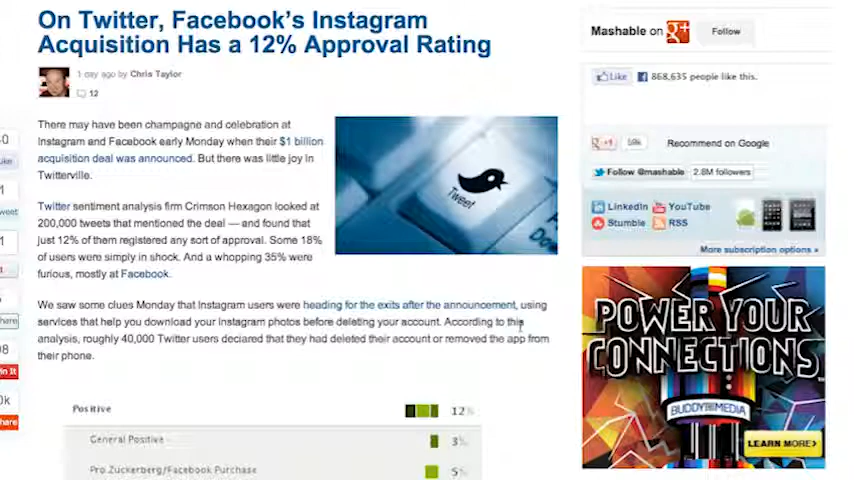 On Twitter, Facebook's Instagram
Acquisition Has a 12% Approval Rating
1 day ago by Chris Taylor
12
There may have been champagne and celebration at
Instagram and Facebook early Monday when their $1 billion
acquisition deal was announced. But there was little joy in
Twitterville.
Twitter sentiment analysis firm Crimson Hexagon looked at
200,000 tweets that mentioned the deal — and found that
just 12% of them registered any sort of approval. Some 18%
of users were simply in shock. And a whopping 35% were
furious, mostly at Facebook.
We saw some clues Monday that Instagram users were heading for the exits after the announcement, using
services that help you download your Instagram photos before deleting your account. According to this
analysis, roughly 40,000 Twitter users declared that they had deleted their account or removed the app from
their phone.
Positive 12%
General Positive 3%
Pro Zuckerberg/Facebook Purchase 5%
Tweet
Mashable on g+ Follow
Like 868,635 people like this.
+1 Recommend on Google
Follow @mashable 2.8M followers
LinkedIn YouTube
Stumble RSS
More subscription options »
POWER YOUR
CONNECTIONS
BUDDY MEDIA
LEARN MORE>